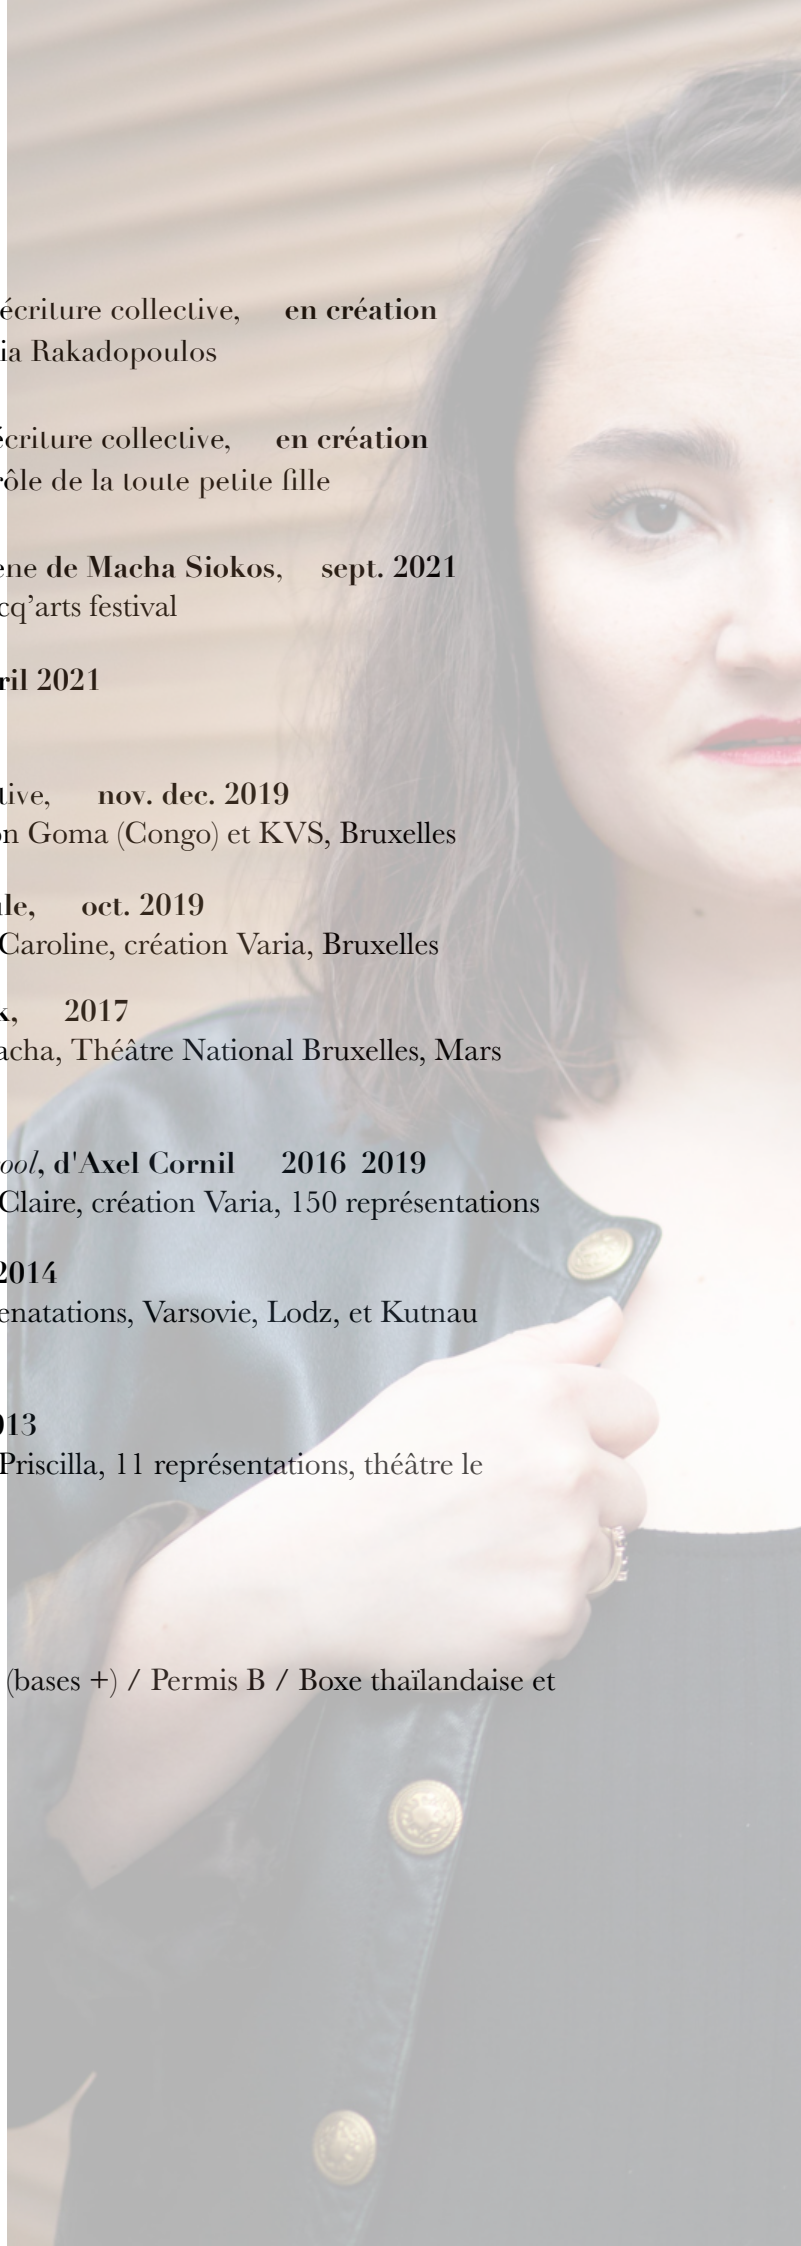 écriture collective, en création
ia Rakadopoulos
écriture collective, en création
rôle de la toute petite fille
ene de Macha Siokos, sept. 2021
cq'arts festival
ril 2021
tive, nov. dec. 2019
on Goma (Congo) et KVS, Bruxelles
le, oct. 2019
Caroline, création Varia, Bruxelles
k, 2017
acha, Théâtre National Bruxelles, Mars
ool, d'Axel Cornil 2016 2019
Claire, création Varia, 150 représentations
2014
enatations, Varsovie, Lodz, et Kutnau
013
Priscilla, 11 représentations, théâtre le
(bases +) / Permis B / Boxe thaïlandaise et